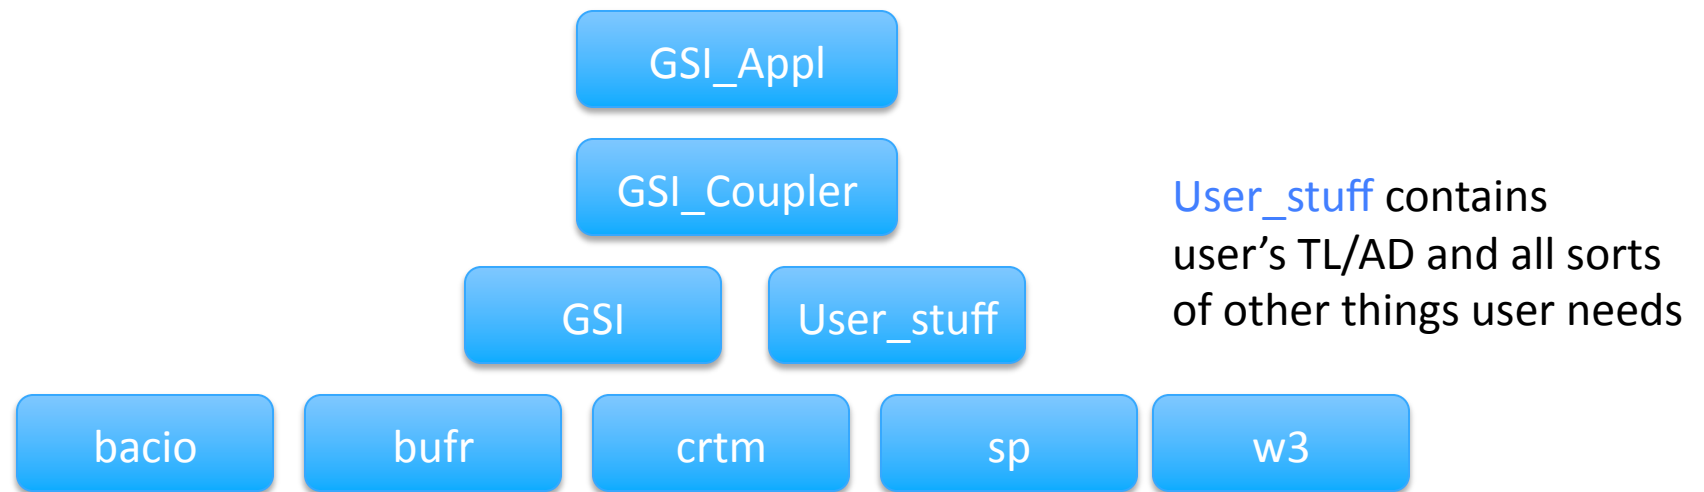 GSI_Appl
GSI_Coupler
GSI
User_stuff
User_stuff contains
user’s TL/AD and all sorts
of other things user needs
bacio
bufr
crtm
sp
w3